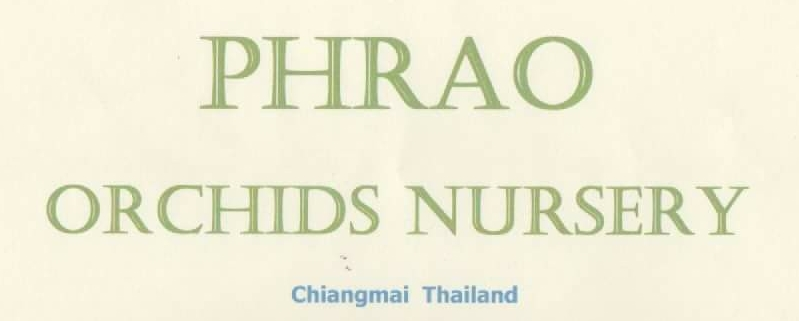 PHRAO
ORCHIDS NURSERY
Chiangmai Thailand